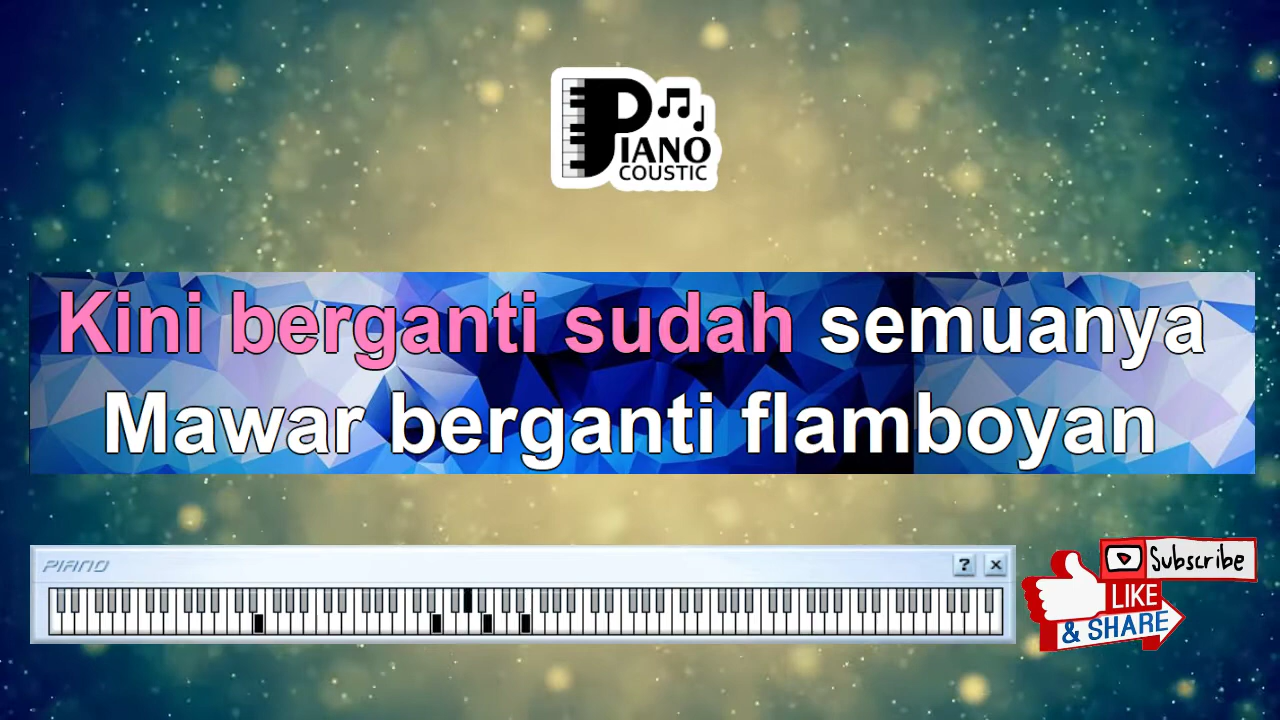 PIANO
COUSTIC
Kini berganti sudah semuanya
Mawar berganti flamboyan
PIANO
? ×
Subscribe
LIKE
& SHARE